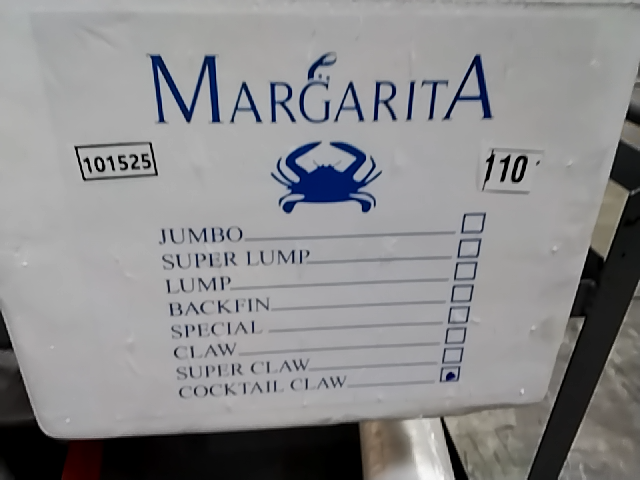 MARGARITA
101525
110
JUMBO
SUPER LUMP
LUMP
BACKFIN
SPECIAL
CLAW
SUPER CLAW
COCKTAIL CLAW